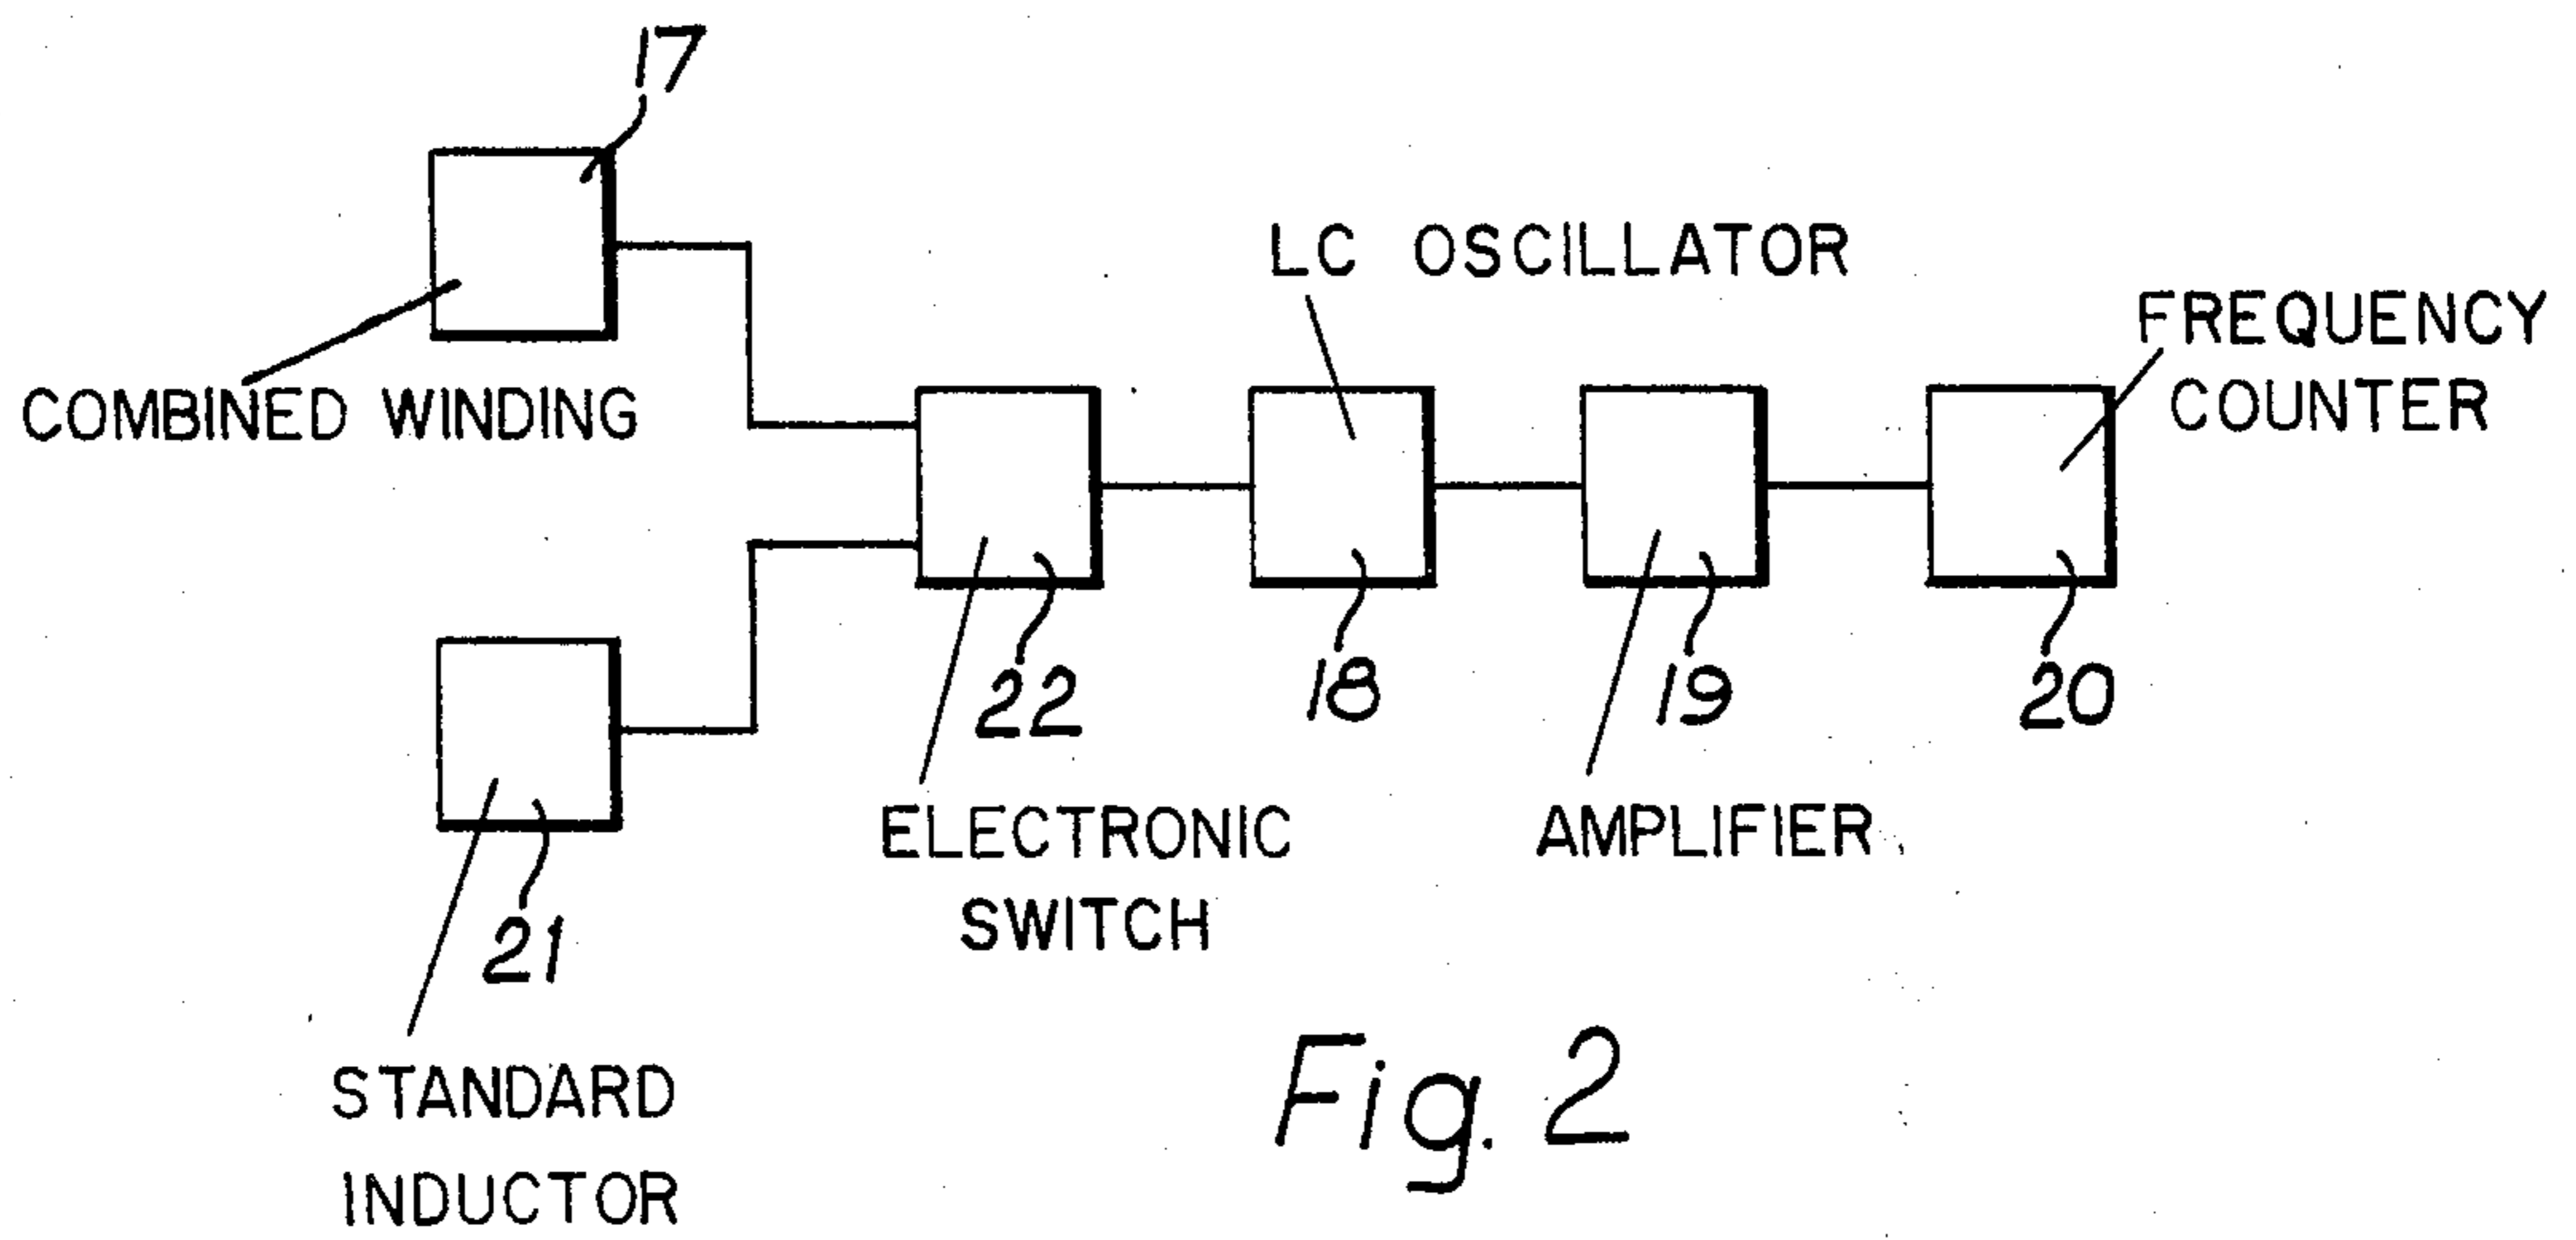 17
COMBINED WINDING
LC OSCILLATOR
FREQUENCY
COUNTER
22
18
19
20
ELECTRONIC
SWITCH
AMPLIFIER
21
STANDARD
INDUCTOR
Fig. 2